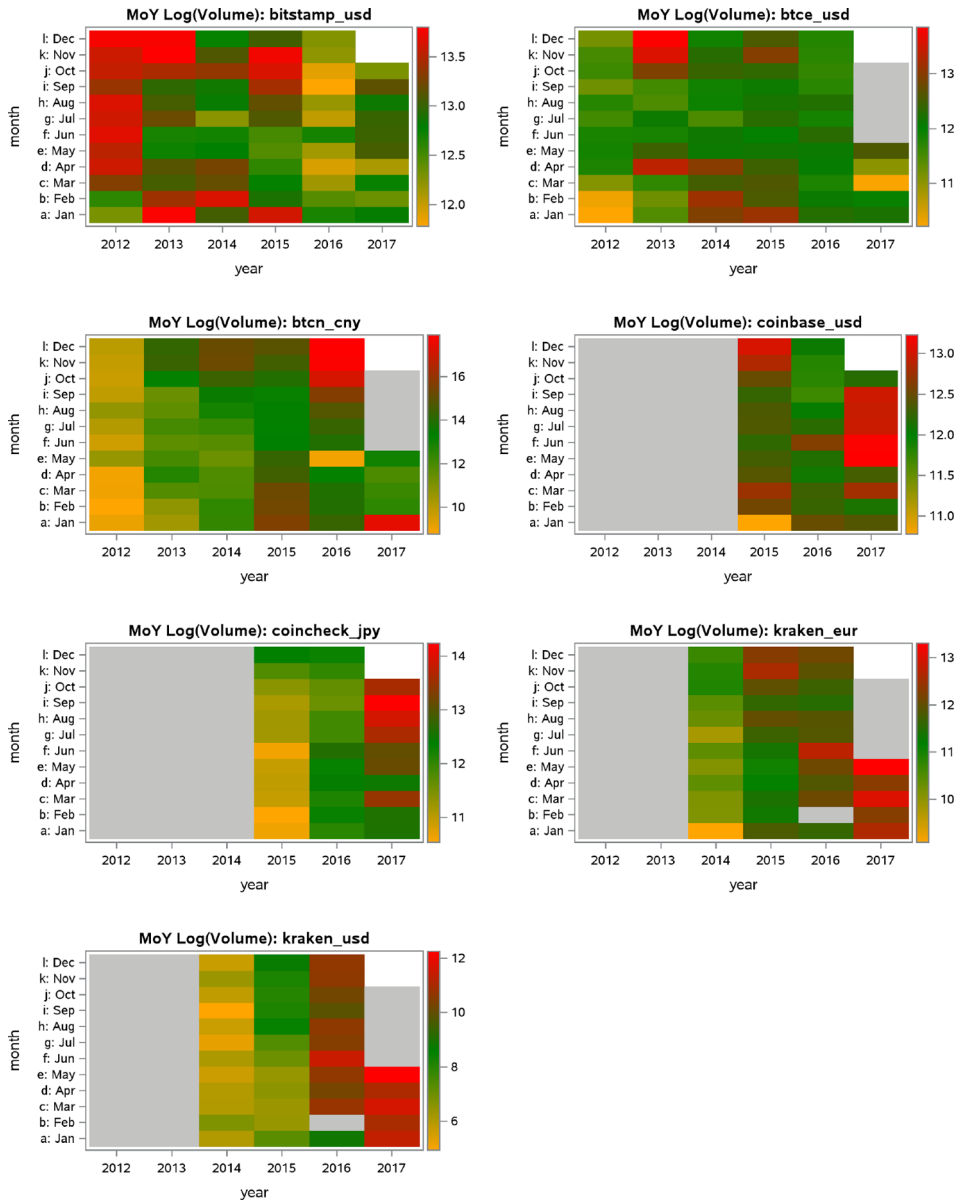 MoY Log(Volume): bitstamp_usd
l: Dec
k: Nov
j: Oct
i: Sep
h: Aug
g: Jul
f: Jun
e: May
d: Apr
c: Mar
b: Feb
a: Jan
month
2012 2013 2014 2015 2016 2017
year
13.5
13.0
12.5
12.0
MoY Log(Volume): btce_usd
l: Dec
k: Nov
j: Oct
i: Sep
h: Aug
g: Jul
f: Jun
e: May
d: Apr
c: Mar
b: Feb
a: Jan
month
2012 2013 2014 2015 2016 2017
year
13
12
11
MoY Log(Volume): btcn_cny
l: Dec
k: Nov
j: Oct
i: Sep
h: Aug
g: Jul
f: Jun
e: May
d: Apr
c: Mar
b: Feb
a: Jan
month
2012 2013 2014 2015 2016 2017
year
16
14
12
10
MoY Log(Volume): coinbase_usd
l: Dec
k: Nov
j: Oct
i: Sep
h: Aug
g: Jul
f: Jun
e: May
d: Apr
c: Mar
b: Feb
a: Jan
month
2012 2013 2014 2015 2016 2017
year
13.0
12.5
12.0
11.5
11.0
MoY Log(Volume): coincheck_jpy
l: Dec
k: Nov
j: Oct
i: Sep
h: Aug
g: Jul
f: Jun
e: May
d: Apr
c: Mar
b: Feb
a: Jan
month
2012 2013 2014 2015 2016 2017
year
14
13
12
11
MoY Log(Volume): kraken_eur
l: Dec
k: Nov
j: Oct
i: Sep
h: Aug
g: Jul
f: Jun
e: May
d: Apr
c: Mar
b: Feb
a: Jan
month
2012 2013 2014 2015 2016 2017
year
13
12
11
10
MoY Log(Volume): kraken_usd
l: Dec
k: Nov
j: Oct
i: Sep
h: Aug
g: Jul
f: Jun
e: May
d: Apr
c: Mar
b: Feb
a: Jan
month
2012 2013 2014 2015 2016 2017
year
12
10
8
6